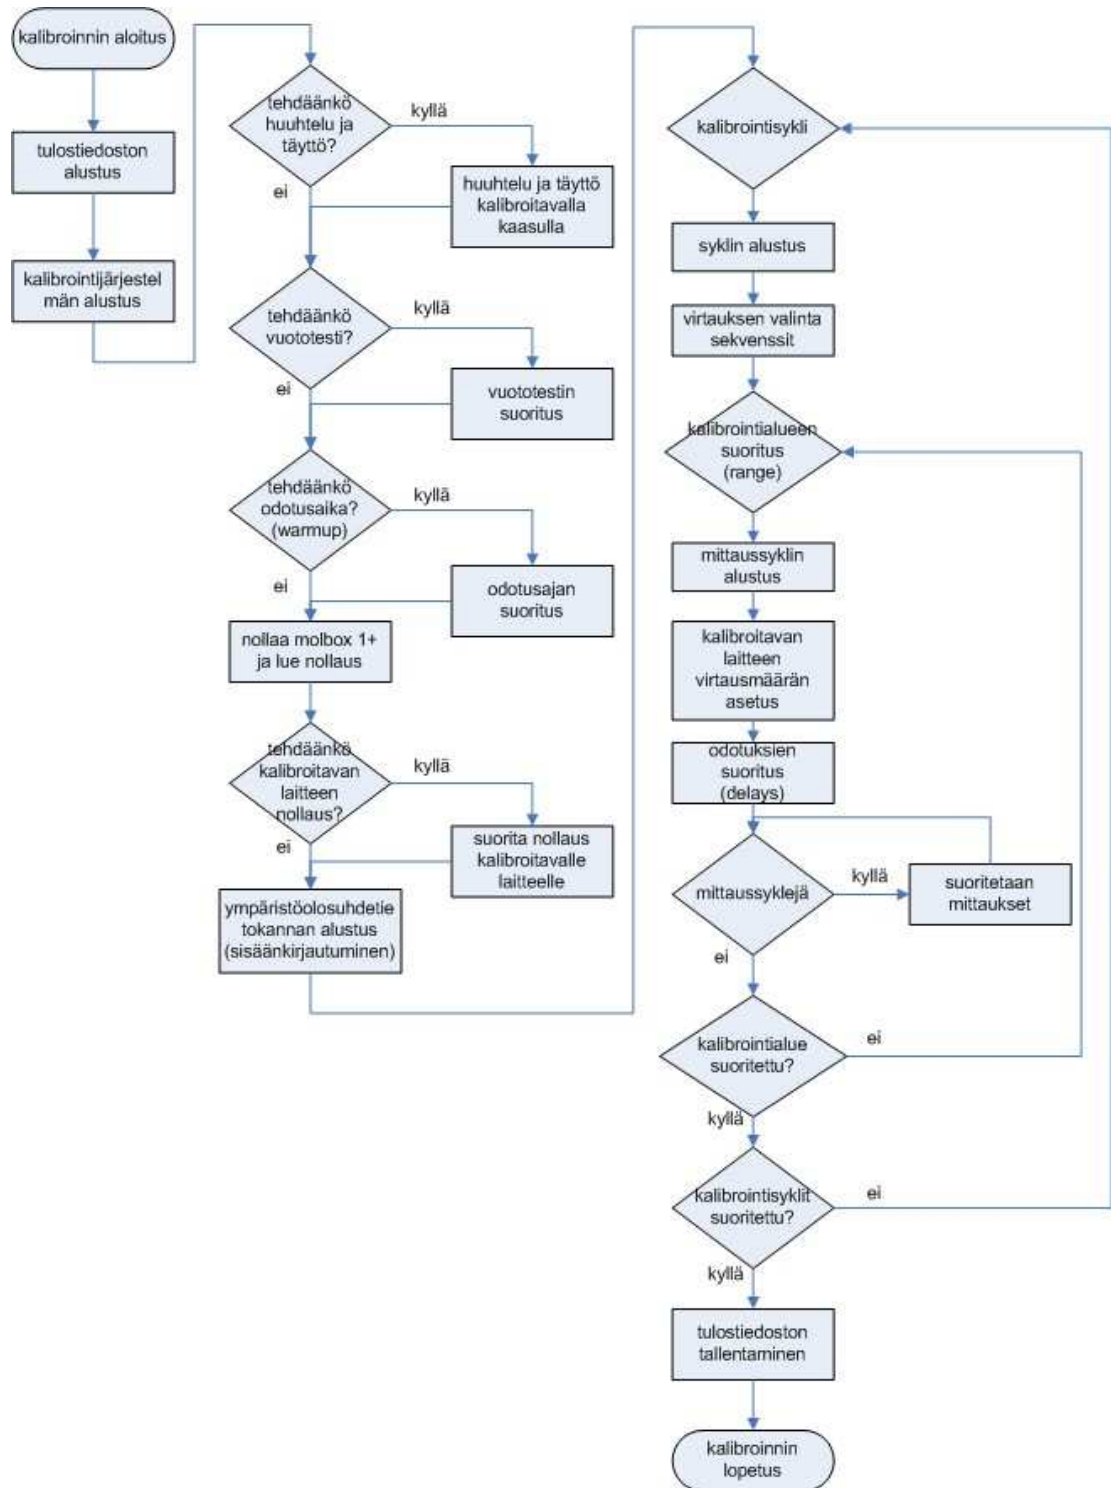 kalibroinnin aloitus
tulostiedoston
alustus
kalibrointijärjestel
män alustus
tehdäänkö
huuhtelu ja
täyttö?
kyllä
ei
huuhtelu ja täyttö
kalibroitavalla
kaasulla
tehdäänkö
vuototesti?
kyllä
ei
vuototestin
suoritus
tehdäänkö
odotusaika?
(warmup)
kyllä
ei
odotusajan
suoritus
nollaa molbox 1+
ja lue nollaus
tehdäänkö
kalibroitavan
laitteen
nollaus?
kyllä
ei
suorita nollaus
kalibroitavalle
laitteelle
ympäristöolosuhdetie
tokannan alustus
(sisäänkirjautuminen)
kalibrointisykli
syklin alustus
virtauksen valinta
sekvenssit
kalibrointialueen
suoritus
(range)
mittaussyklin
alustus
kalibroitavan
laitteen
virtausmäärän
asetus
odotuksien
suoritus
(delays)
mittaussyklejä
kyllä
suoritetaan
mittaukset
ei
kalibrointialue
suoritettu?
ei
kyllä
kalibrointisyklit
suoritettu?
ei
kyllä
tulostiedoston
tallentaminen
kalibroinnin
lopetus